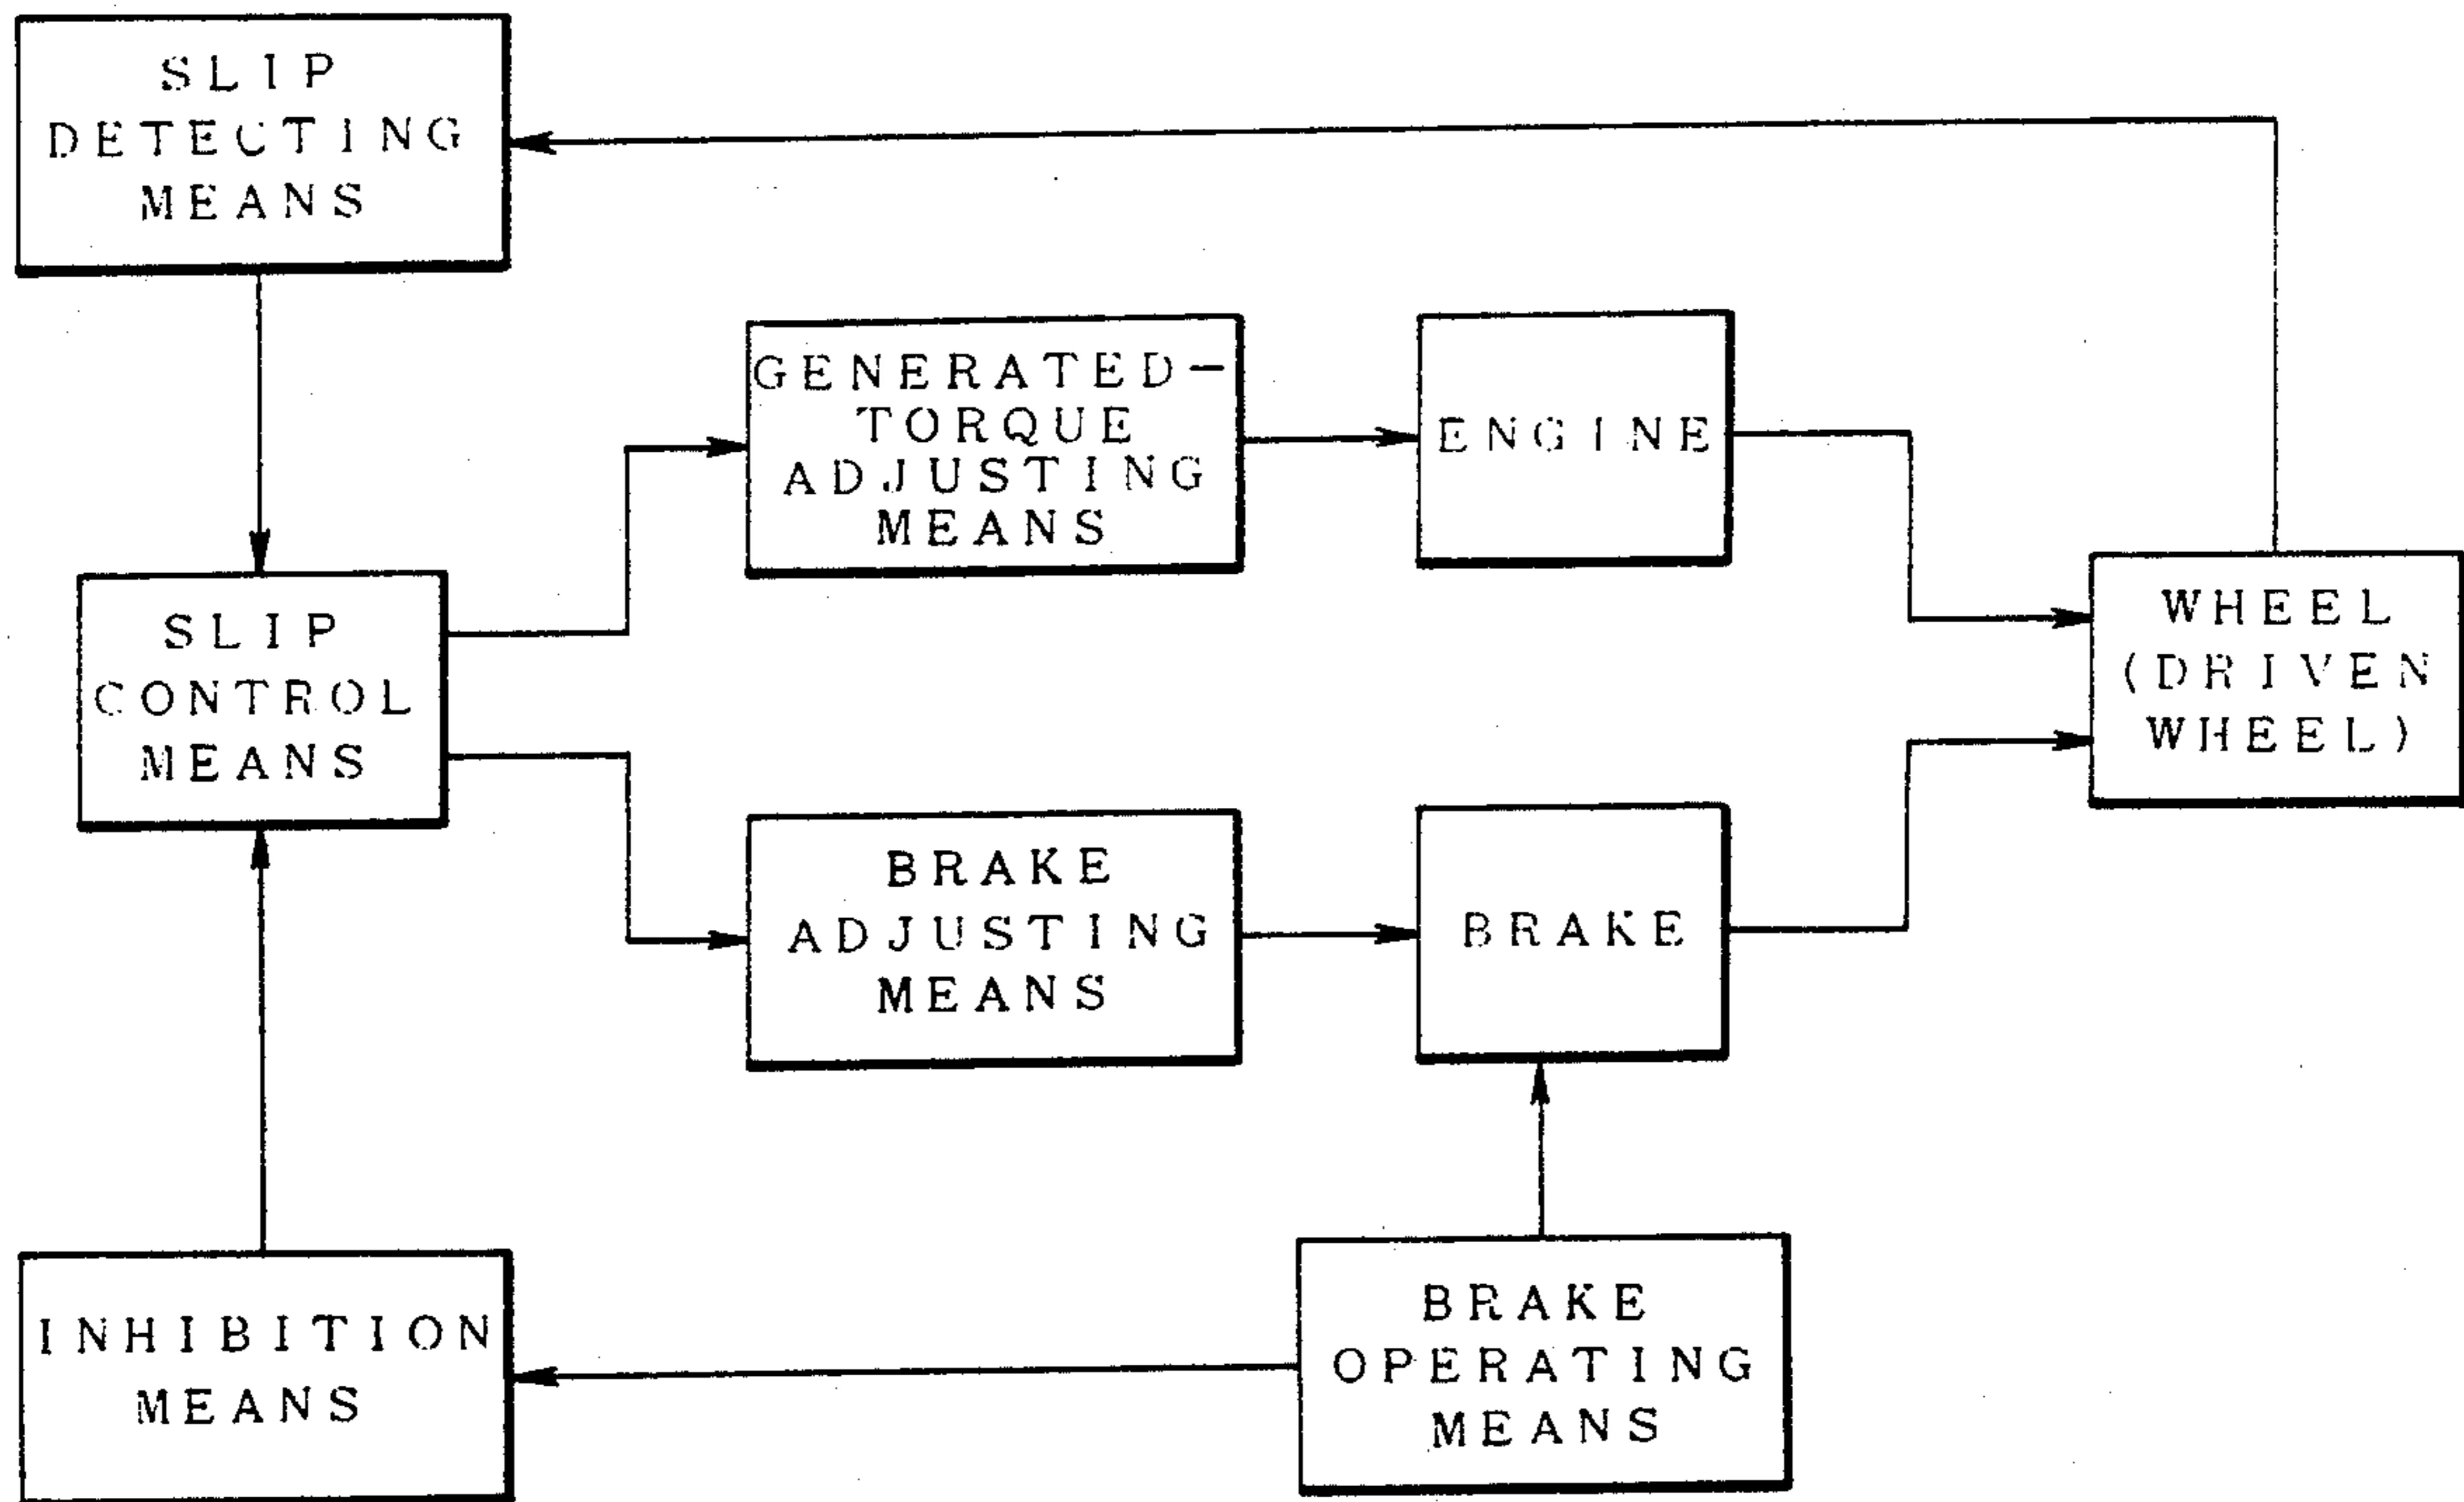 SLIP
DETECTING
MEANS
GENERATED-
TORQUE
ADJUSTING
MEANS
ENGINE
SLIP
CONTROL
MEANS
WHEEL
(DRIVEN
WHEEL)
BRAKE
ADJUSTING
MEANS
BRAKE
INHIBITION
MEANS
BRAKE
OPERATING
MEANS